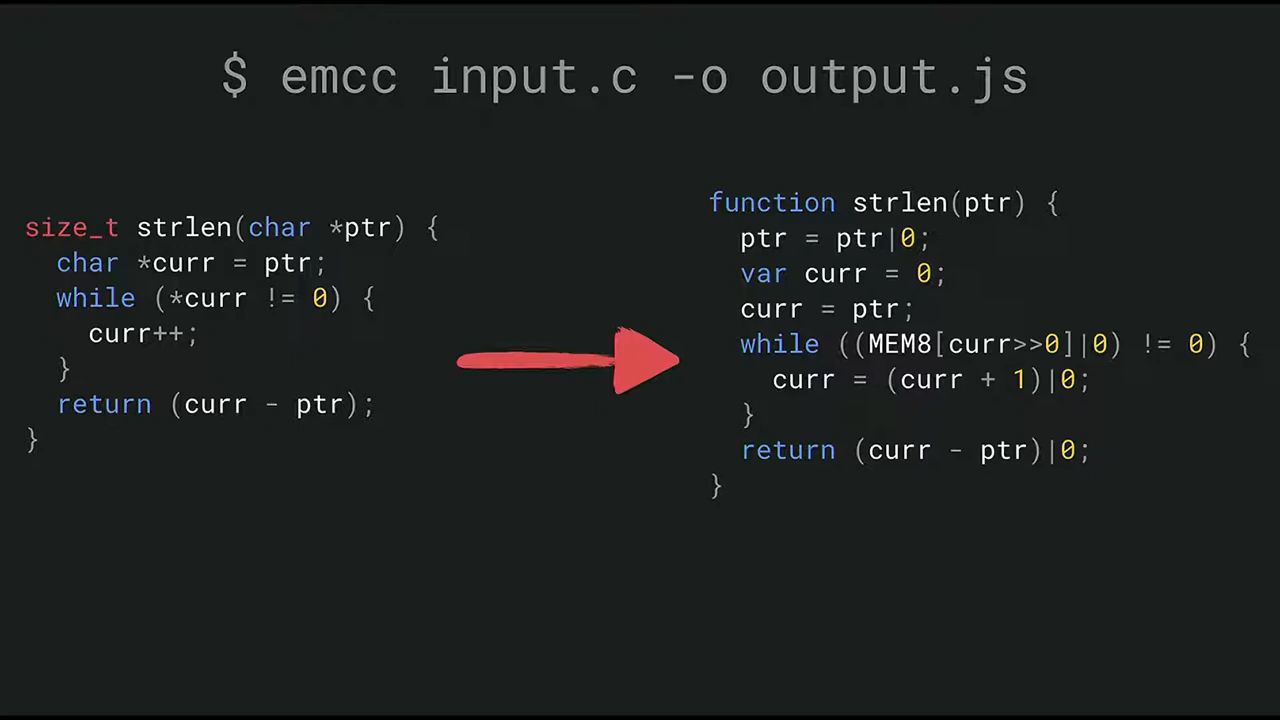 $ emcc input.c -o output.js
size_t strlen(char *ptr) {
  char *curr = ptr;
  while (*curr != 0) {
    curr++;
  }
  return (curr - ptr);
}
function strlen(ptr) {
  ptr = ptr|0;
  var curr = 0;
  curr = ptr;
  while ((MEM8[curr>>0]|0) != 0) {
    curr = (curr + 1)|0;
  }
  return (curr - ptr)|0;
}